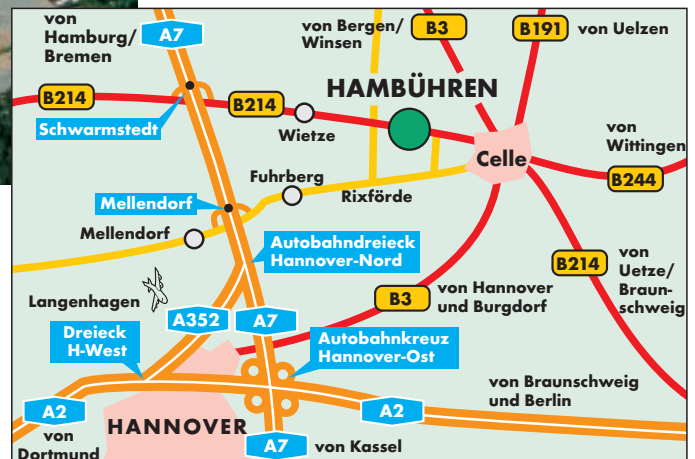 von
Hamburg/
Bremen
A7
von Bergen/
Winsen
B3
B191
von Uelzen
B214
B214
HAMBÜHREN
Schwarmstedt
Wietze
Celle
von
Wittingen
B244
Fuhrberg
Rixförde
Mellendorf
Mellendorf
Autobahndreieck
Hannover-Nord
B214
von
Uetze/
Braun-
schweig
Langenhagen
B3
von Hannover
und Burgdorf
A352
A7
Dreieck
H-West
Autobahnkreuz
Hannover-Ost
von Braunschweig
und Berlin
A2
A2
von
Dortmund
HANNOVER
A7
von Kassel